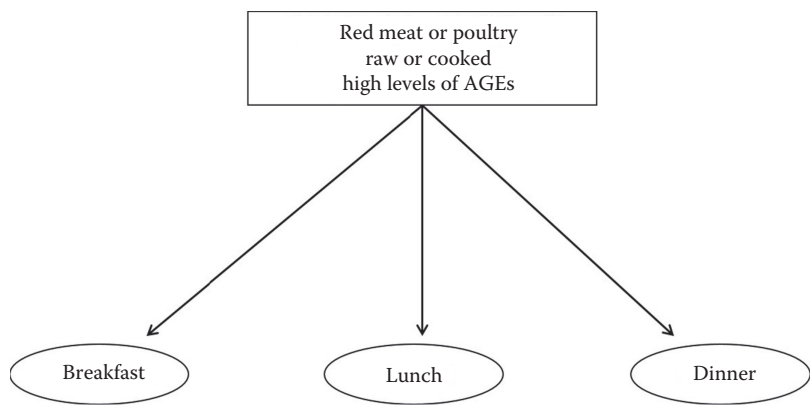 Red meat or poultry
raw or cooked
high levels of AGEs
Breakfast
Lunch
Dinner